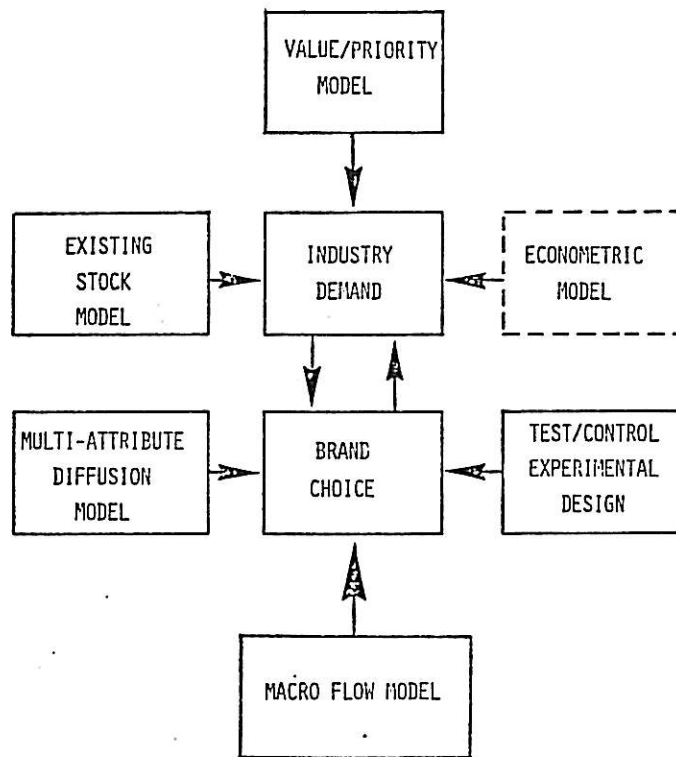 VALUE/PRIORITY
MODEL
EXISTING
STOCK
MODEL
INDUSTRY
DEMAND
ECONOMETRIC
MODEL
MULTI-ATTRIBUTE
DIFFUSION
MODEL
BRAND
CHOICE
TEST/CONTROL
EXPERIMENTAL
DESIGN
MACRO FLOW MODEL